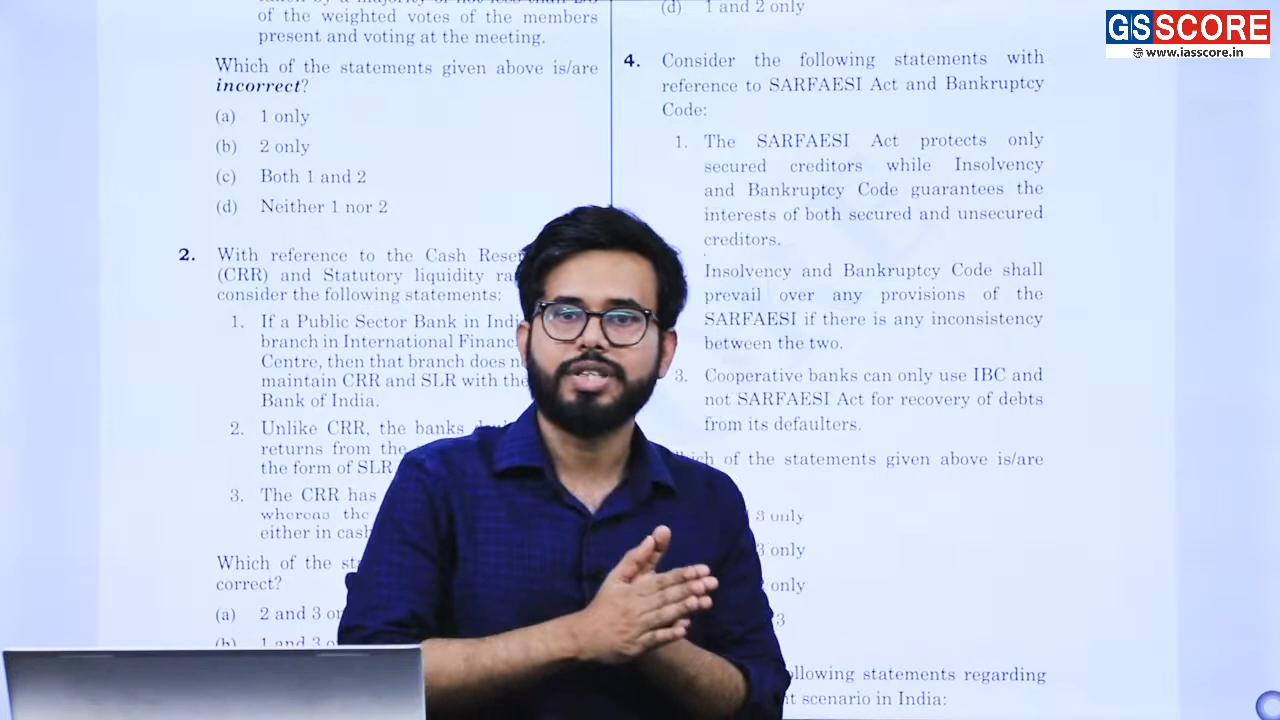 of the weighted votes of the members
present and voting at the meeting.
Which of the statements given above is/are
incorrect?
(a) 1 only
(b) 2 only
(c) Both 1 and 2
(d) Neither 1 nor 2
2. With reference to the Cash Reser
(CRR) and Statutory liquidity ra
consider the following statements:
1. If a Public Sector Bank in Indi
branch in International Financ
Centre, then that branch does n
maintain CRR and SLR with the
Bank of India.
2. Unlike CRR, the banks
returns from the
the form of SLR
3. The CRR has
whereas the
either in cash
Which of the st
correct?
(a) 2 and 3 on
(b) 1 and 3 o
(d) 1 and 2 only
4. Consider the following statements with
reference to SARFAESI Act and Bankruptcy
Code:
1. The SARFAESI Act protects only
secured creditors while Insolvency
and Bankruptcy Code guarantees the
interests of both secured and unsecured
creditors.
Insolvency and Bankruptcy Code shall
prevail over any provisions of the
SARFAESI if there is any inconsistency
between the two.
3. Cooperative banks can only use IBC and
not SARFAESI Act for recovery of debts
from its defaulters.
of the statements given above is/are
3 only
3 only
only
3
llowing statements regarding
t scenario in India:
GSSCORE
www.iasscore.in